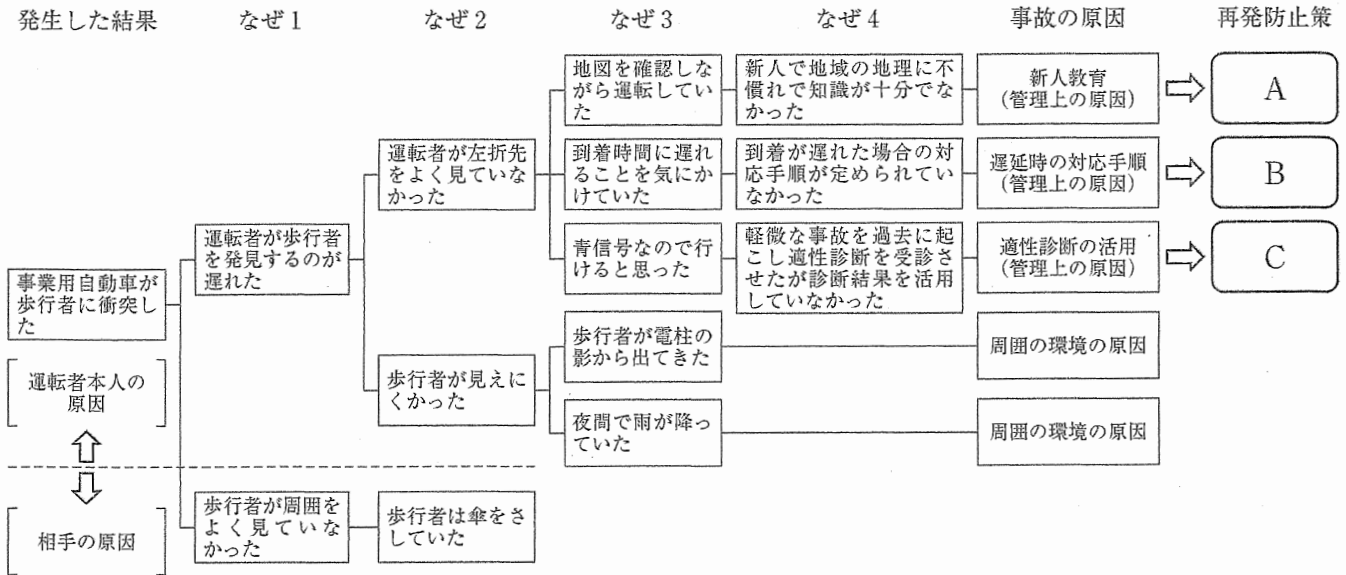 発生した結果
なぜ1
なぜ2
なぜ3
なぜ4
事故の原因
再発防止策
事業用自動車が
歩行者に衝突し
た
運転者本人の
原因
相手の原因
運転者が歩行者
を発見するのが
遅れた
歩行者が周囲を
よく見ていな
かった
運転者が左折先
をよく見ていな
かった
歩行者が見えに
くかった
歩行者は傘をさ
していた
地図を確認しな
がら運転してい
た
到着時間に遅れ
ることを気にか
けていた
青信号なので行
けると思った
歩行者が電柱の
影から出てきた
夜間で雨が降っ
ていた
新人で地域の地理に不
慣れで知識が十分でな
かった
到着が遅れた場合の対
応手順が定められてい
なかった
軽微な事故を過去に起
こし適性診断を受診さ
せたが診断結果を活用
していなかった
新人教育
(管理上の原因)
遅延時の対応手順
(管理上の原因)
適性診断の活用
(管理上の原因)
周囲の環境の原因
周囲の環境の原因
A
B
C